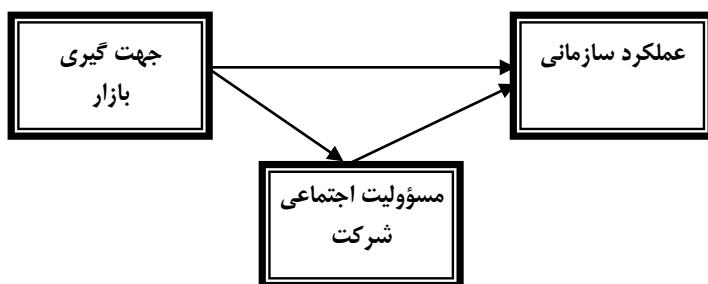 عملکرد سازمانی
جهت گیری
بازار
مسؤولیت اجتماعی
شرکت